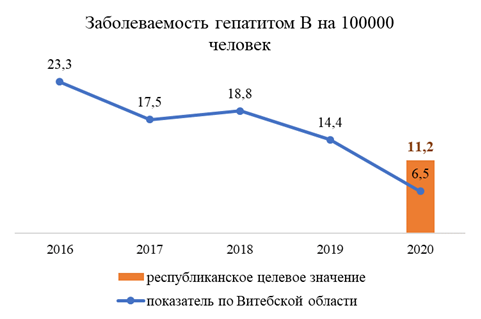 Заболеваемость гепатитом В на 100000
человек
23,3
17,5
18,8
14,4
11,2
6,5
2016 2017 2018 2019 2020
республиканское целевое значение
показатель по Витебской области